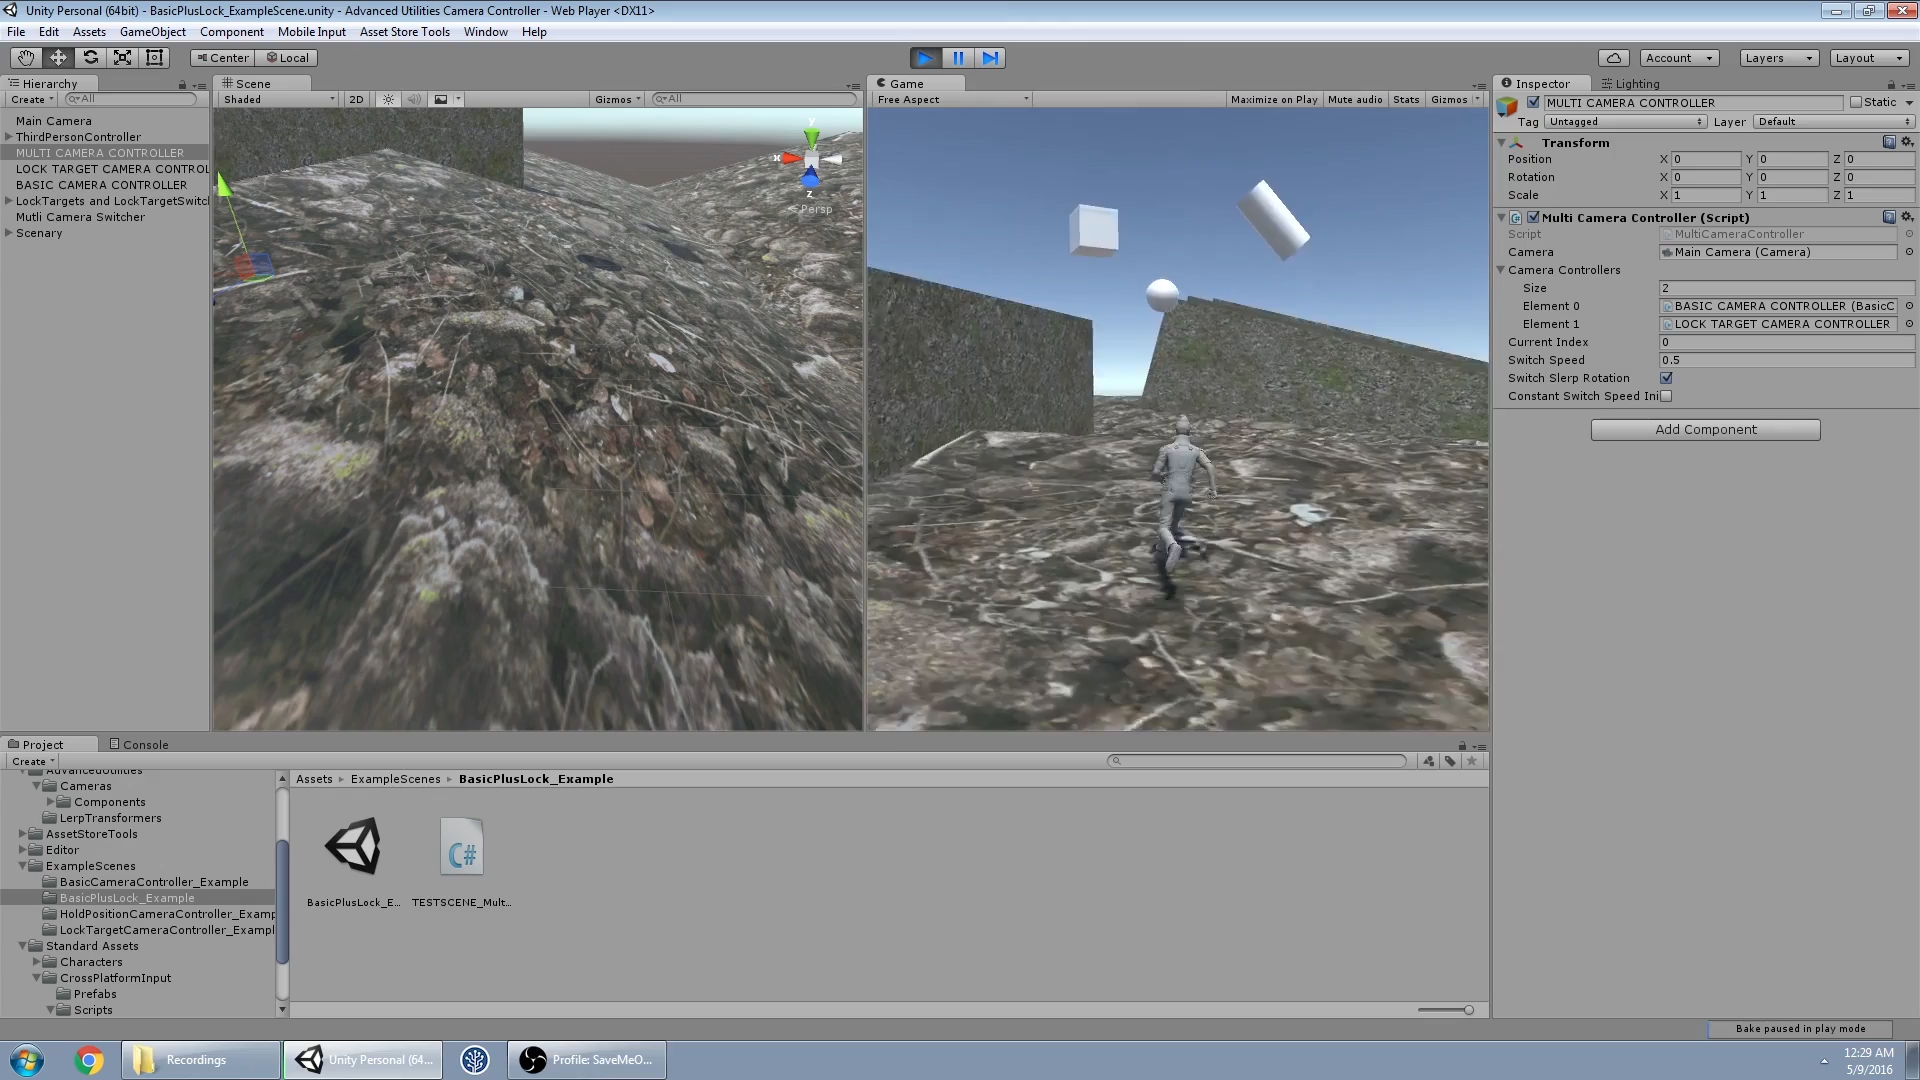 Unity Personal (64bit) - BasicPlusLock_ExampleScene.unity - Advanced Utilities Camera Controller - Web Player <DX11>
File Edit Assets GameObject Component Mobile Input Asset Store Tools Window Help
Center Local Account Layers Layout
Hierarchy
Create All
Main Camera
ThirdPersonController
MULTI CAMERA CONTROLLER
LOCK TARGET CAMERA CONTROL
BASIC CAMERA CONTROLLER
LockTargets and LockTargetSwitch
Mutli Camera Switcher
Scenary
Scene
Shaded 2D Gizmos All
y
x
z
Persp
Game
Free Aspect Maximize on Play Mute audio Stats Gizmos
Inspector Lighting
MULTI CAMERA CONTROLLER Static
Tag Untagged Layer Default
Transform
Position X 0 Y 0 Z 0
Rotation X 0 Y 0 Z 0
Scale X 1 Y 1 Z 1
Multi Camera Controller (Script)
Script MultiCameraController
Camera Main Camera (Camera)
Camera Controllers
Size 2
Element 0 BASIC CAMERA CONTROLLER (BasicC
Element 1 LOCK TARGET CAMERA CONTROLLER
Current Index 0
Switch Speed 0.5
Switch Slerp Rotation
Constant Switch Speed Ini
Add Component
Project Console
Create
AdvancedUtilities
Cameras
Components
LerpTransformers
AssetStoreTools
Editor
ExampleScenes
BasicCameraController_Example
BasicPlusLock_Example
HoldPositionCameraController_Examp
LockTargetCameraController_Exampl
Standard Assets
Characters
CrossPlatformInput
Prefabs
Scripts
Assets ExampleScenes BasicPlusLock_Example
C#
BasicPlusLock_E... TESTSCENE_Mult...
Bake paused in play mode
Recordings Unity Personal (64... Profile: SaveMeO...
12:29 AM
5/9/2016